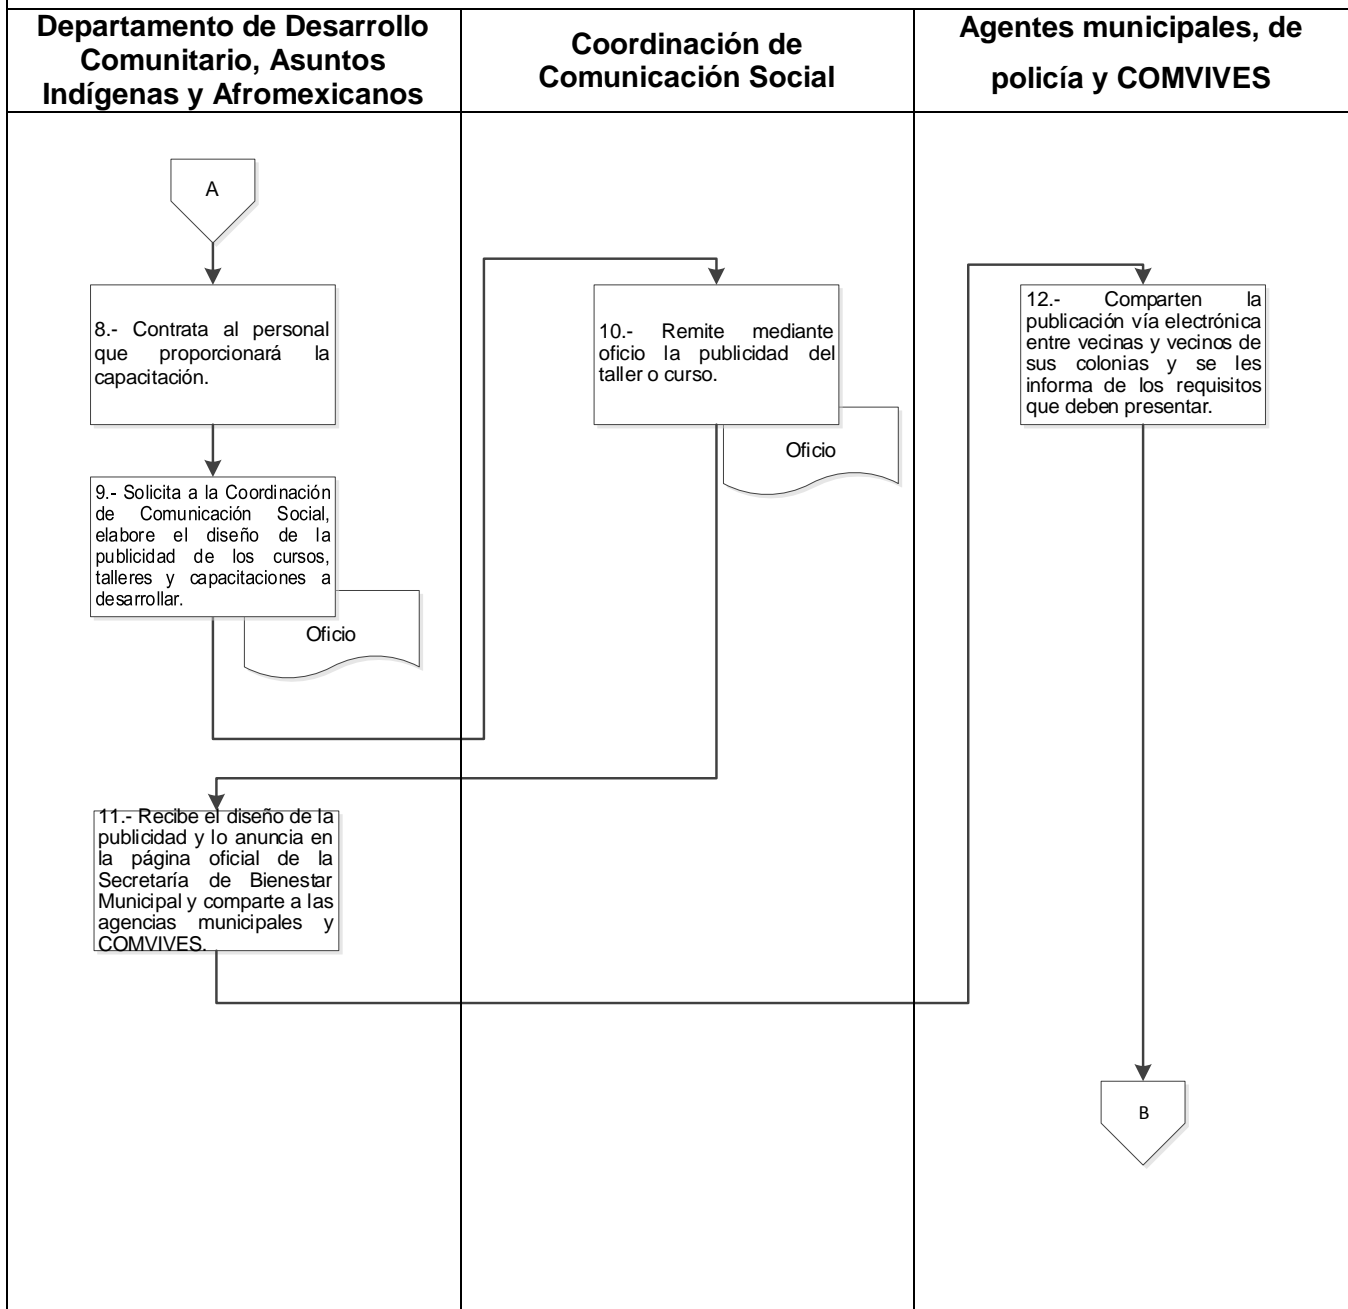 Departamento de Desarrollo
Comunitario, Asuntos
Indígenas y Afromexicanos
Coordinación de
Comunicación Social
Agentes municipales, de
policía y COMVIVES
A
8.- Contrata al personal
que proporcionará la
capacitación.
9.- Solicita a la Coordinación
de Comunicación Social,
elabore el diseño de la
publicidad de los cursos,
talleres y capacitaciones a
desarrollar.
Oficio
10.- Remite mediante
oficio la publicidad del
taller o curso.
Oficio
11.- Recibe el diseño de la
publicidad y lo anuncia en
la página oficial de la
Secretaría de Bienestar
Municipal y comparte a las
agencias municipales y
COMVIVES.
12.- Comparten la
publicación vía electrónica
entre vecinas y vecinos de
sus colonias y se les
informa de los requisitos
que deben presentar.
B